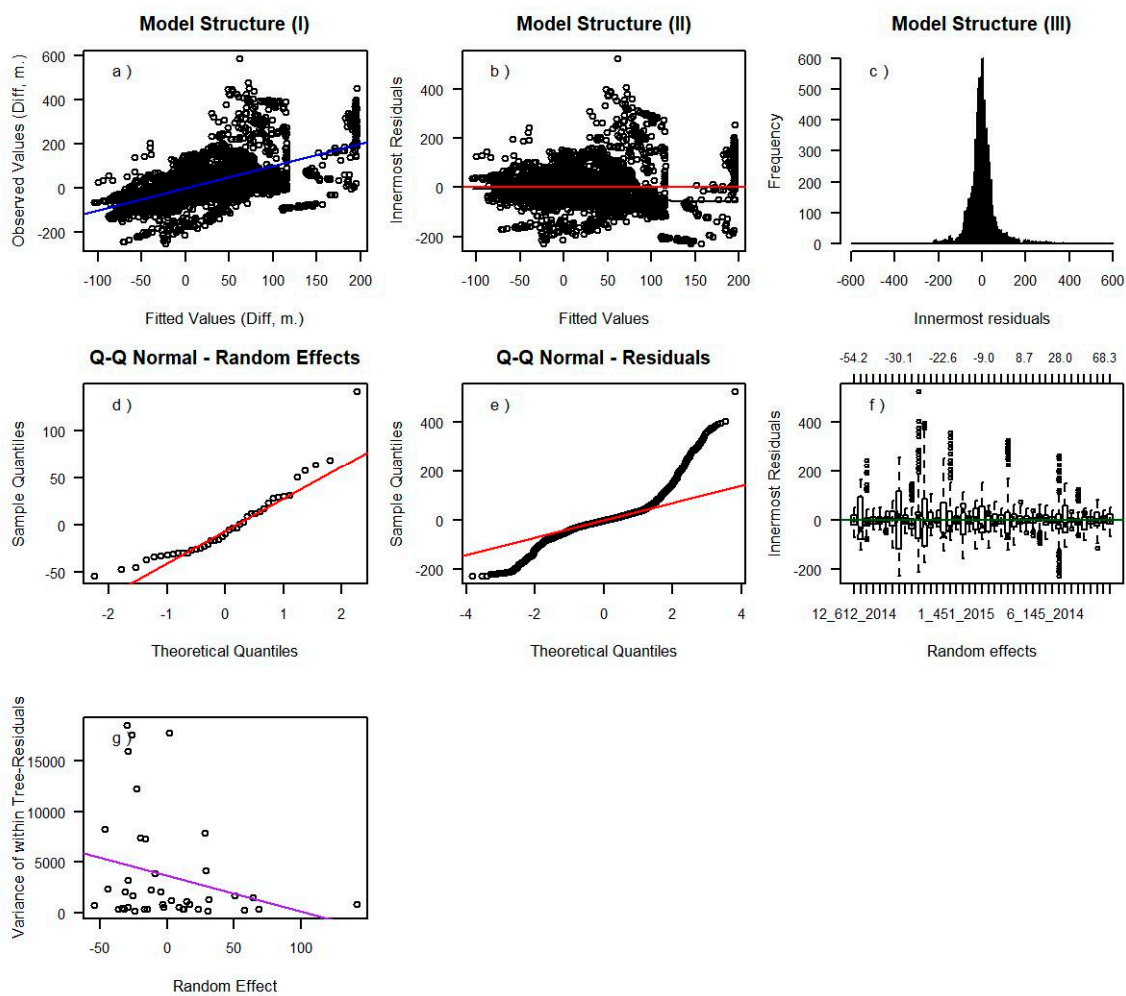 Model Structure (I)
Model Structure (II)
Model Structure (III)
a )
b )
c )
Observed Values (Diff, m.)
600
400
200
0
-200
-100 -50 0 50 100 150 200
Fitted Values (Diff, m.)
Innermost Residuals
400
200
0
-200
-100 -50 0 50 100 150 200
Fitted Values
Frequency
600
500
400
300
200
100
0
-600 -400 -200 0 200 400 600
Innermost residuals
Q-Q Normal - Random Effects
d )
Sample Quantiles
100
50
0
-50
-2 -1 0 1 2
Theoretical Quantiles
Q-Q Normal - Residuals
e )
Sample Quantiles
400
200
0
-200
-4 -2 0 2 4
Theoretical Quantiles
-54.2 -30.1 -22.6 -9.0 8.7 28.0 68.3
f )
Innermost Residuals
400
200
0
-200
12_612_2014 1_451_2015 6_145_2014
Random effects
g )
Variance of within Tree-Residuals
15000
10000
5000
0
-50 0 50 100
Random Effect